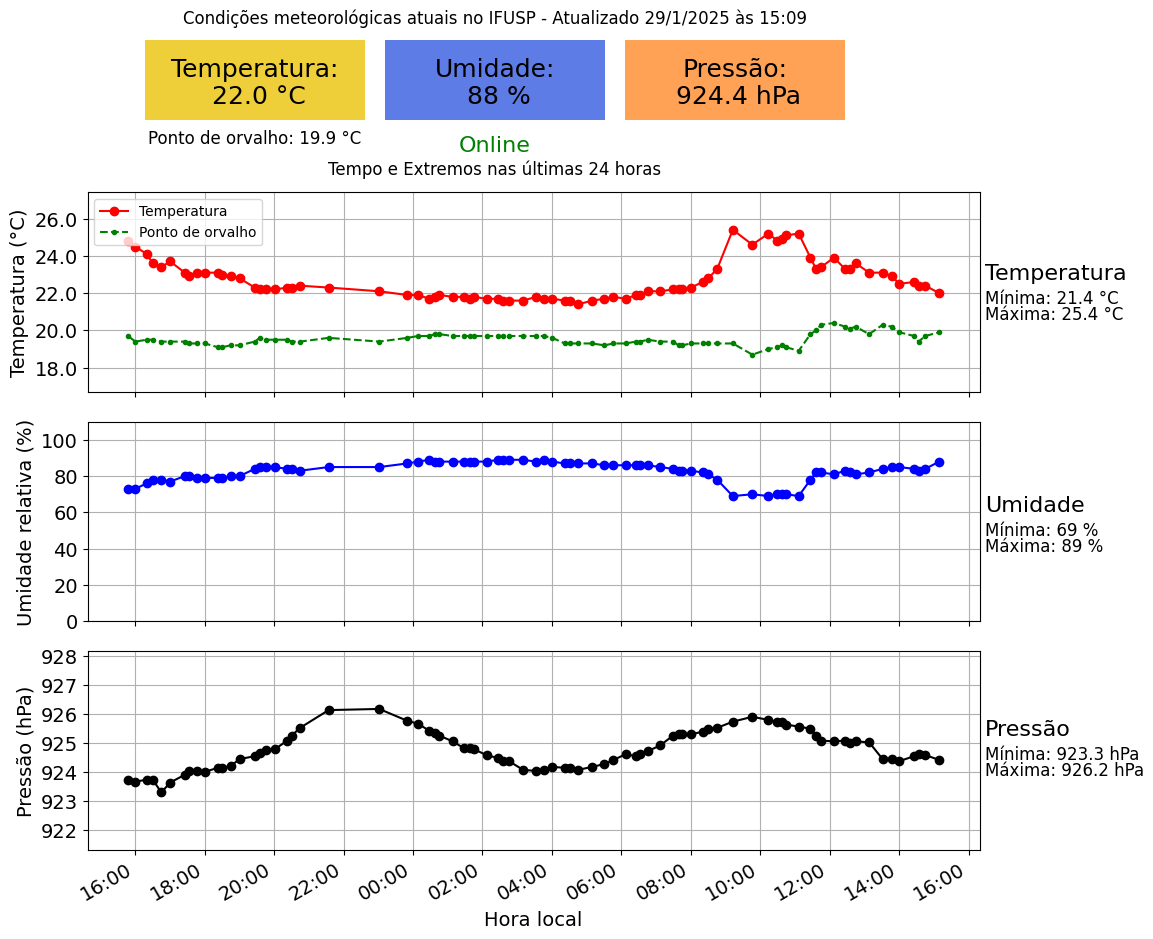 Condições meteorológicas atuais no IFUSP - Atualizado 29/1/2025 às 15:09
Temperatura:
22.0 °C
Umidade:
88 %
Pressão:
924.4 hPa
Ponto de orvalho: 19.9 °C
Online
Tempo e Extremos nas últimas 24 horas
Temperatura (°C)
26.0
24.0
22.0
20.0
18.0
Temperatura
Ponto de orvalho
Temperatura
Mínima: 21.4 °C
Máxima: 25.4 °C
Umidade relativa (%)
100
80
60
40
20
0
Umidade
Mínima: 69 %
Máxima: 89 %
Pressão (hPa)
928
927
926
925
924
923
922
Pressão
Mínima: 923.3 hPa
Máxima: 926.2 hPa
16:00 18:00 20:00 22:00 00:00 02:00 04:00 06:00 08:00 10:00 12:00 14:00 16:00
Hora local